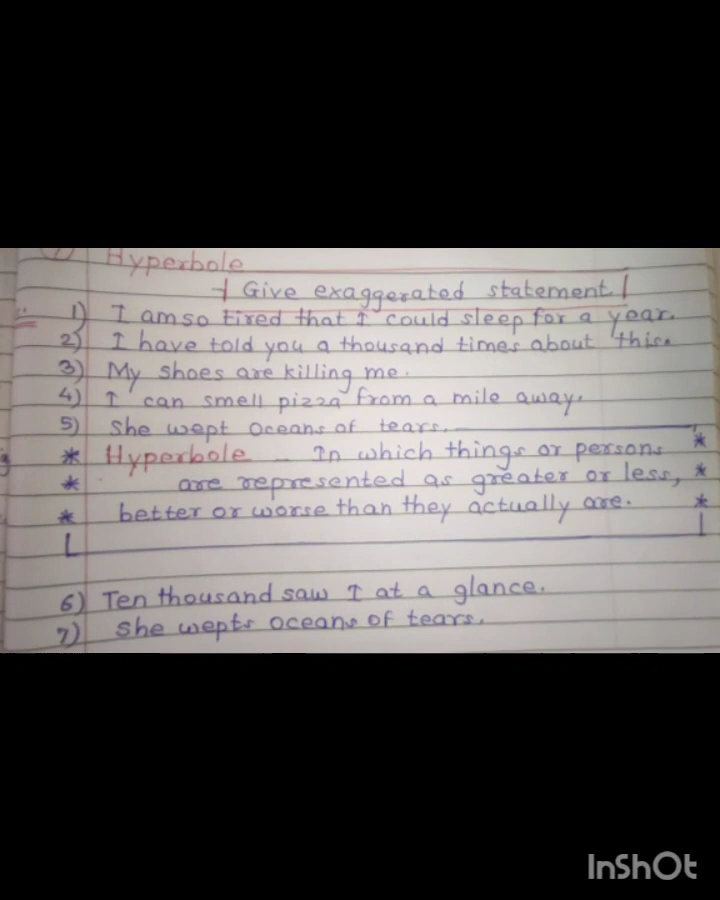 7) Hyperbole
Give exaggerated statement
1) I am so tired that I could sleep for a year.
2) I have told you a thousand times about this.
3) My shoes are killing me.
4) I can smell pizza from a mile away.
5) She wept oceans of tears.
* Hyperbole - In which things or persons *
* are represented as greater or less, *
* better or worse than they actually are. *
6) Ten thousand saw I at a glance.
7) She wepts oceans of tears.
InShOt